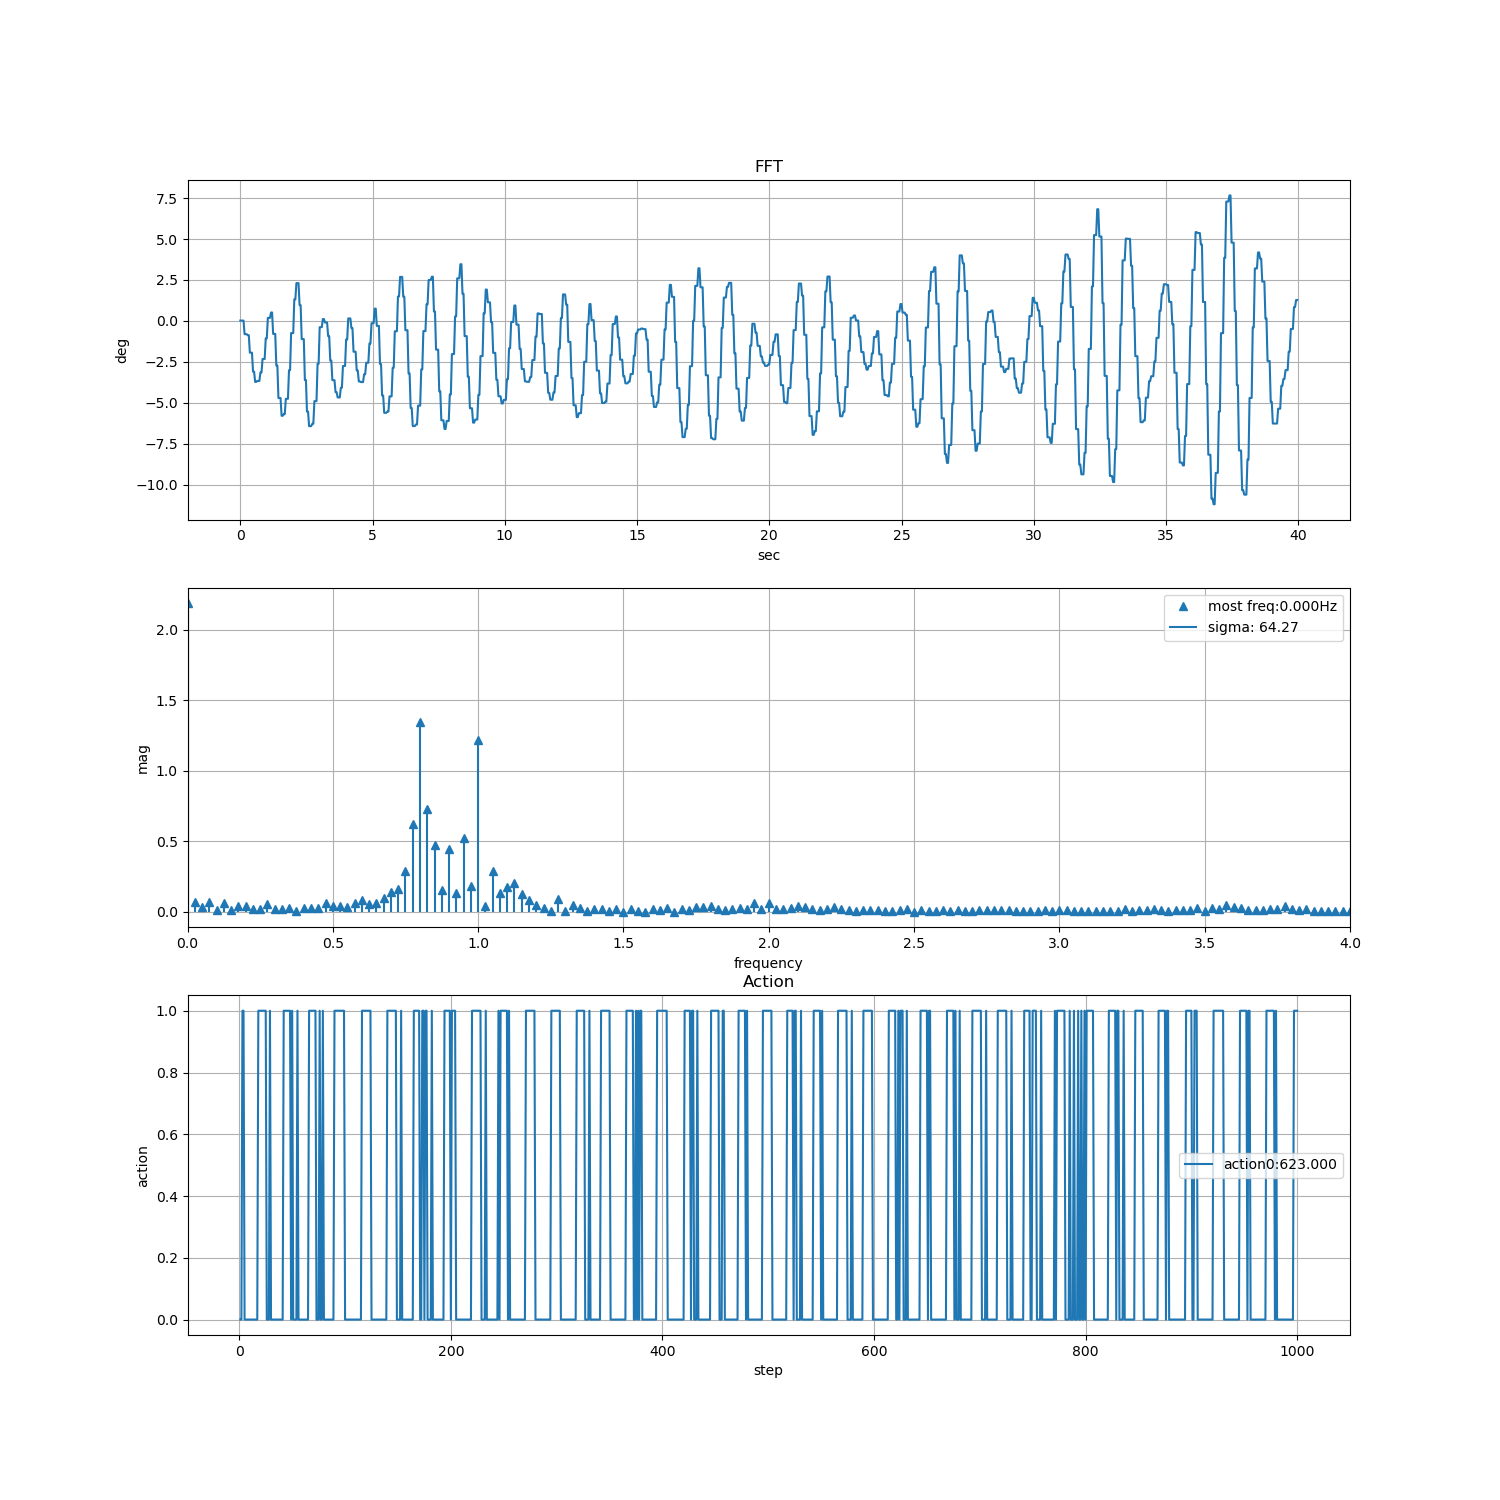 FFT
7.5
5.0
2.5
0.0
−2.5
−5.0
−7.5
−10.0
deg
0 5 10 15 20 25 30 35 40
sec
most freq:0.000Hz
sigma: 64.27
2.0
1.5
1.0
0.5
0.0
mag
0.0 0.5 1.0 1.5 2.0 2.5 3.0 3.5 4.0
frequency
Action
1.0
0.8
0.6
0.4
0.2
0.0
action
action0:623.000
0 200 400 600 800 1000
step